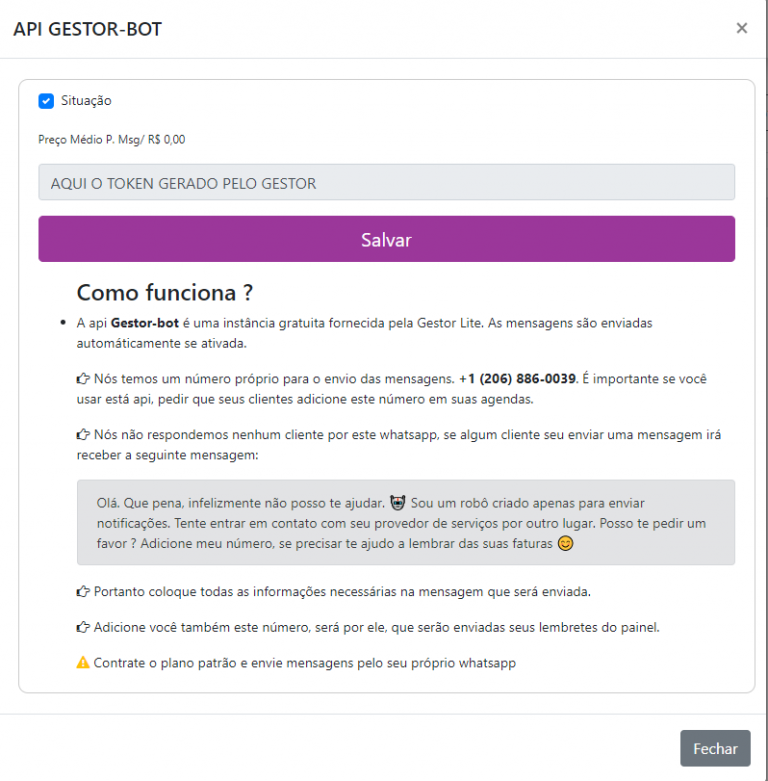 API GESTOR-BOT
×
Situação
Preço Médio P. Msg/ R$ 0,00
AQUI O TOKEN GERADO PELO GESTOR
Salvar
Como funciona ?
• A api Gestor-bot é uma instância gratuita fornecida pela Gestor Lite. As mensagens são enviadas
automáticamente se ativada.
Nós temos um número próprio para o envio das mensagens. +1 (206) 886-0039. É importante se você
usar está api, pedir que seus clientes adicione este número em suas agendas.
Nós não respondemos nenhum cliente por este whatsapp, se algum cliente seu enviar uma mensagem irá
receber a seguinte mensagem:
Olá. Que pena, infelizmente não posso te ajudar. Sou um robô criado apenas para enviar
notificações. Tente entrar em contato com seu provedor de serviços por outro lugar. Posso te pedir um
favor ? Adicione meu número, se precisar te ajudo a lembrar das suas faturas 😊
Portanto coloque todas as informações necessárias na mensagem que será enviada.
Adicione você também este número, será por ele, que serão enviadas seus lembretes do painel.
⚠ Contrate o plano patrão e envie mensagens pelo seu próprio whatsapp
Fechar